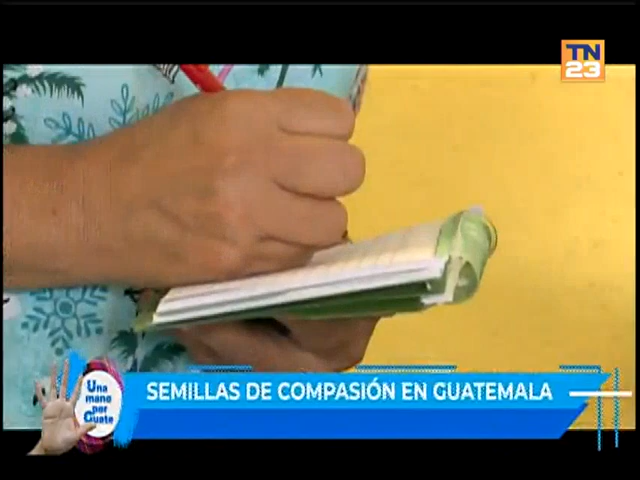 TN
23
SEMILLAS DE COMPASIÓN EN GUATEMALA
Una
mano
por
Guate